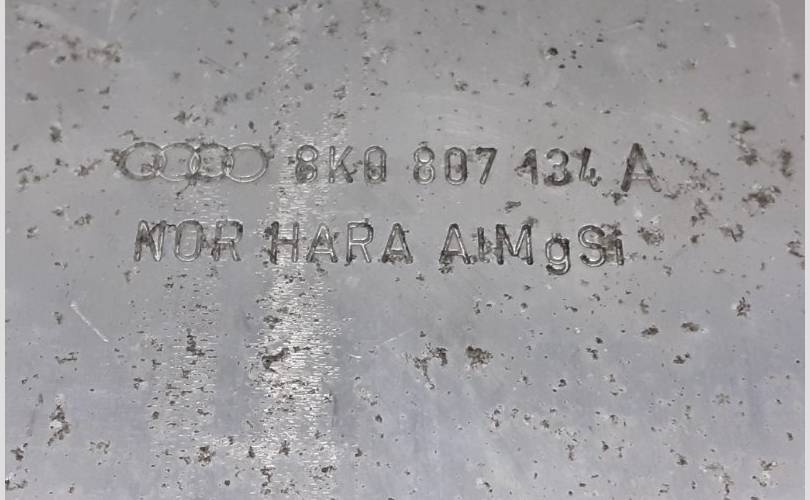 8K0 807 134 A
NOR HARA AlMgSi